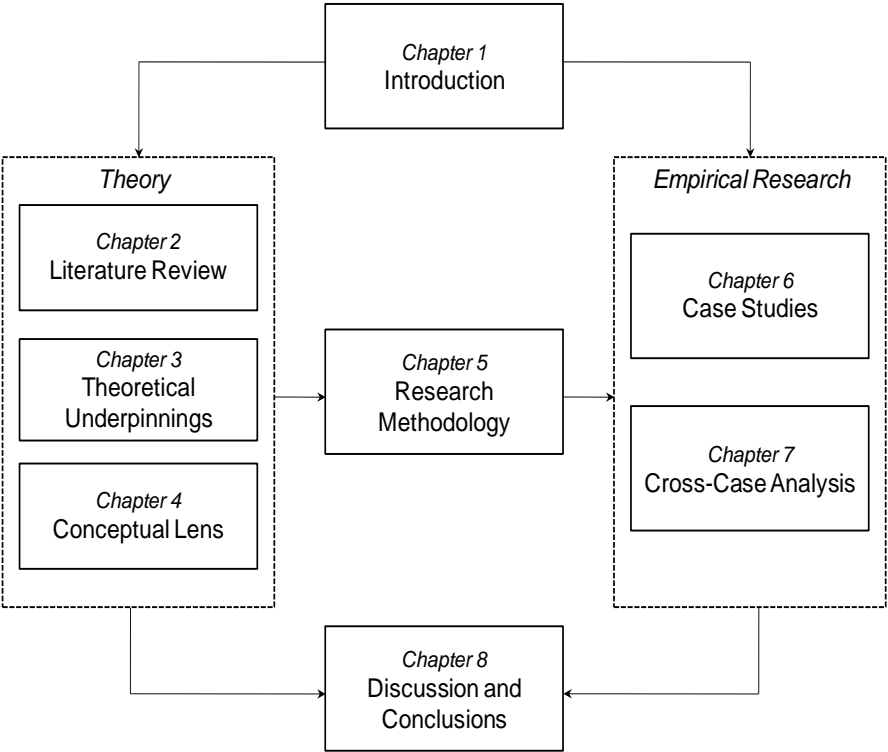 Chapter 1
Introduction
Theory
Chapter 2
Literature Review
Chapter 3
Theoretical
Underpinnings
Chapter 4
Conceptual Lens
Chapter 5
Research
Methodology
Empirical Research
Chapter 6
Case Studies
Chapter 7
Cross-Case Analysis
Chapter 8
Discussion and
Conclusions